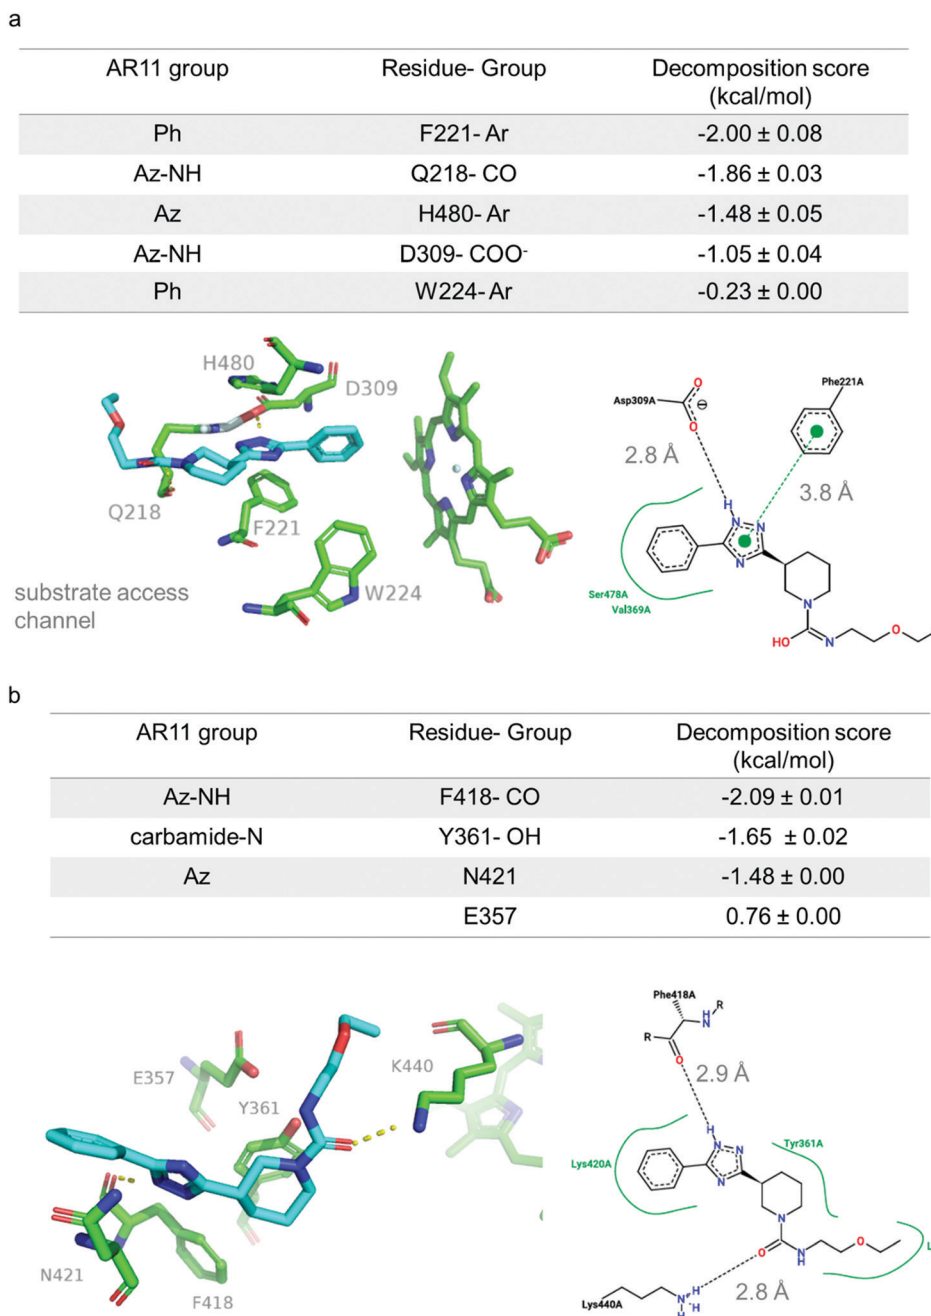 a
AR11 group Residue- Group Decomposition score (kcal/mol)
Ph F221- Ar -2.00 ± 0.08
Az-NH Q218- CO -1.86 ± 0.03
Az H480- Ar -1.48 ± 0.05
Az-NH D309- COO⁻ -1.05 ± 0.04
Ph W224- Ar -0.23 ± 0.00
H480
D309
Q218
F221
W224
substrate access
channel
Asp309A
O
O
⊖
Phe221A
2.8 Å
3.8 Å
H
N
N
N
Ser478A
Val369A
N
HO
N
O
b
AR11 group Residue- Group Decomposition score (kcal/mol)
Az-NH F418- CO -2.09 ± 0.01
carbamide-N Y361- OH -1.65 ± 0.02
Az N421 -1.48 ± 0.00
E357 0.76 ± 0.00
E357
Y361
K440
N421
F418
Phe418A
H
R
N
R
O
2.9 Å
H
N
N
N
Lys420A
Tyr361A
N
O
N
H
O
L
2.8 Å
Lys440A
H
N
+
H
H